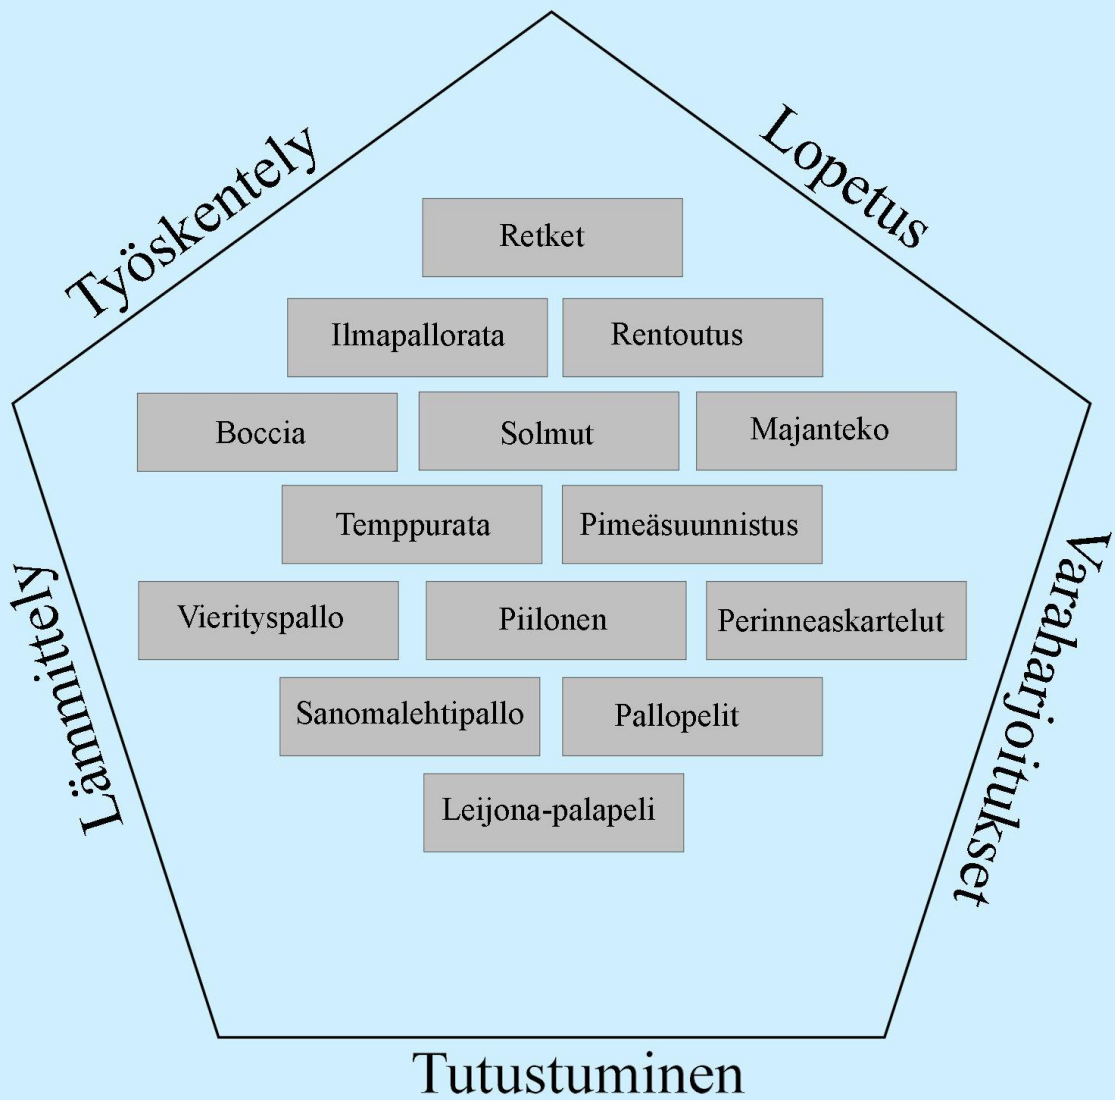 Työskentely
Lopetus
Retket
Ilmapallorata
Rentoutus
Boccia
Solmut
Majanteko
Temppurata
Pimeäsuunnistus
Vierityspallo
Piilonen
Perinneaskartelut
Sanomalehtipallo
Pallopelit
Leijona-palapeli
Lämmittely
Varaharjoitukset
Tutustuminen